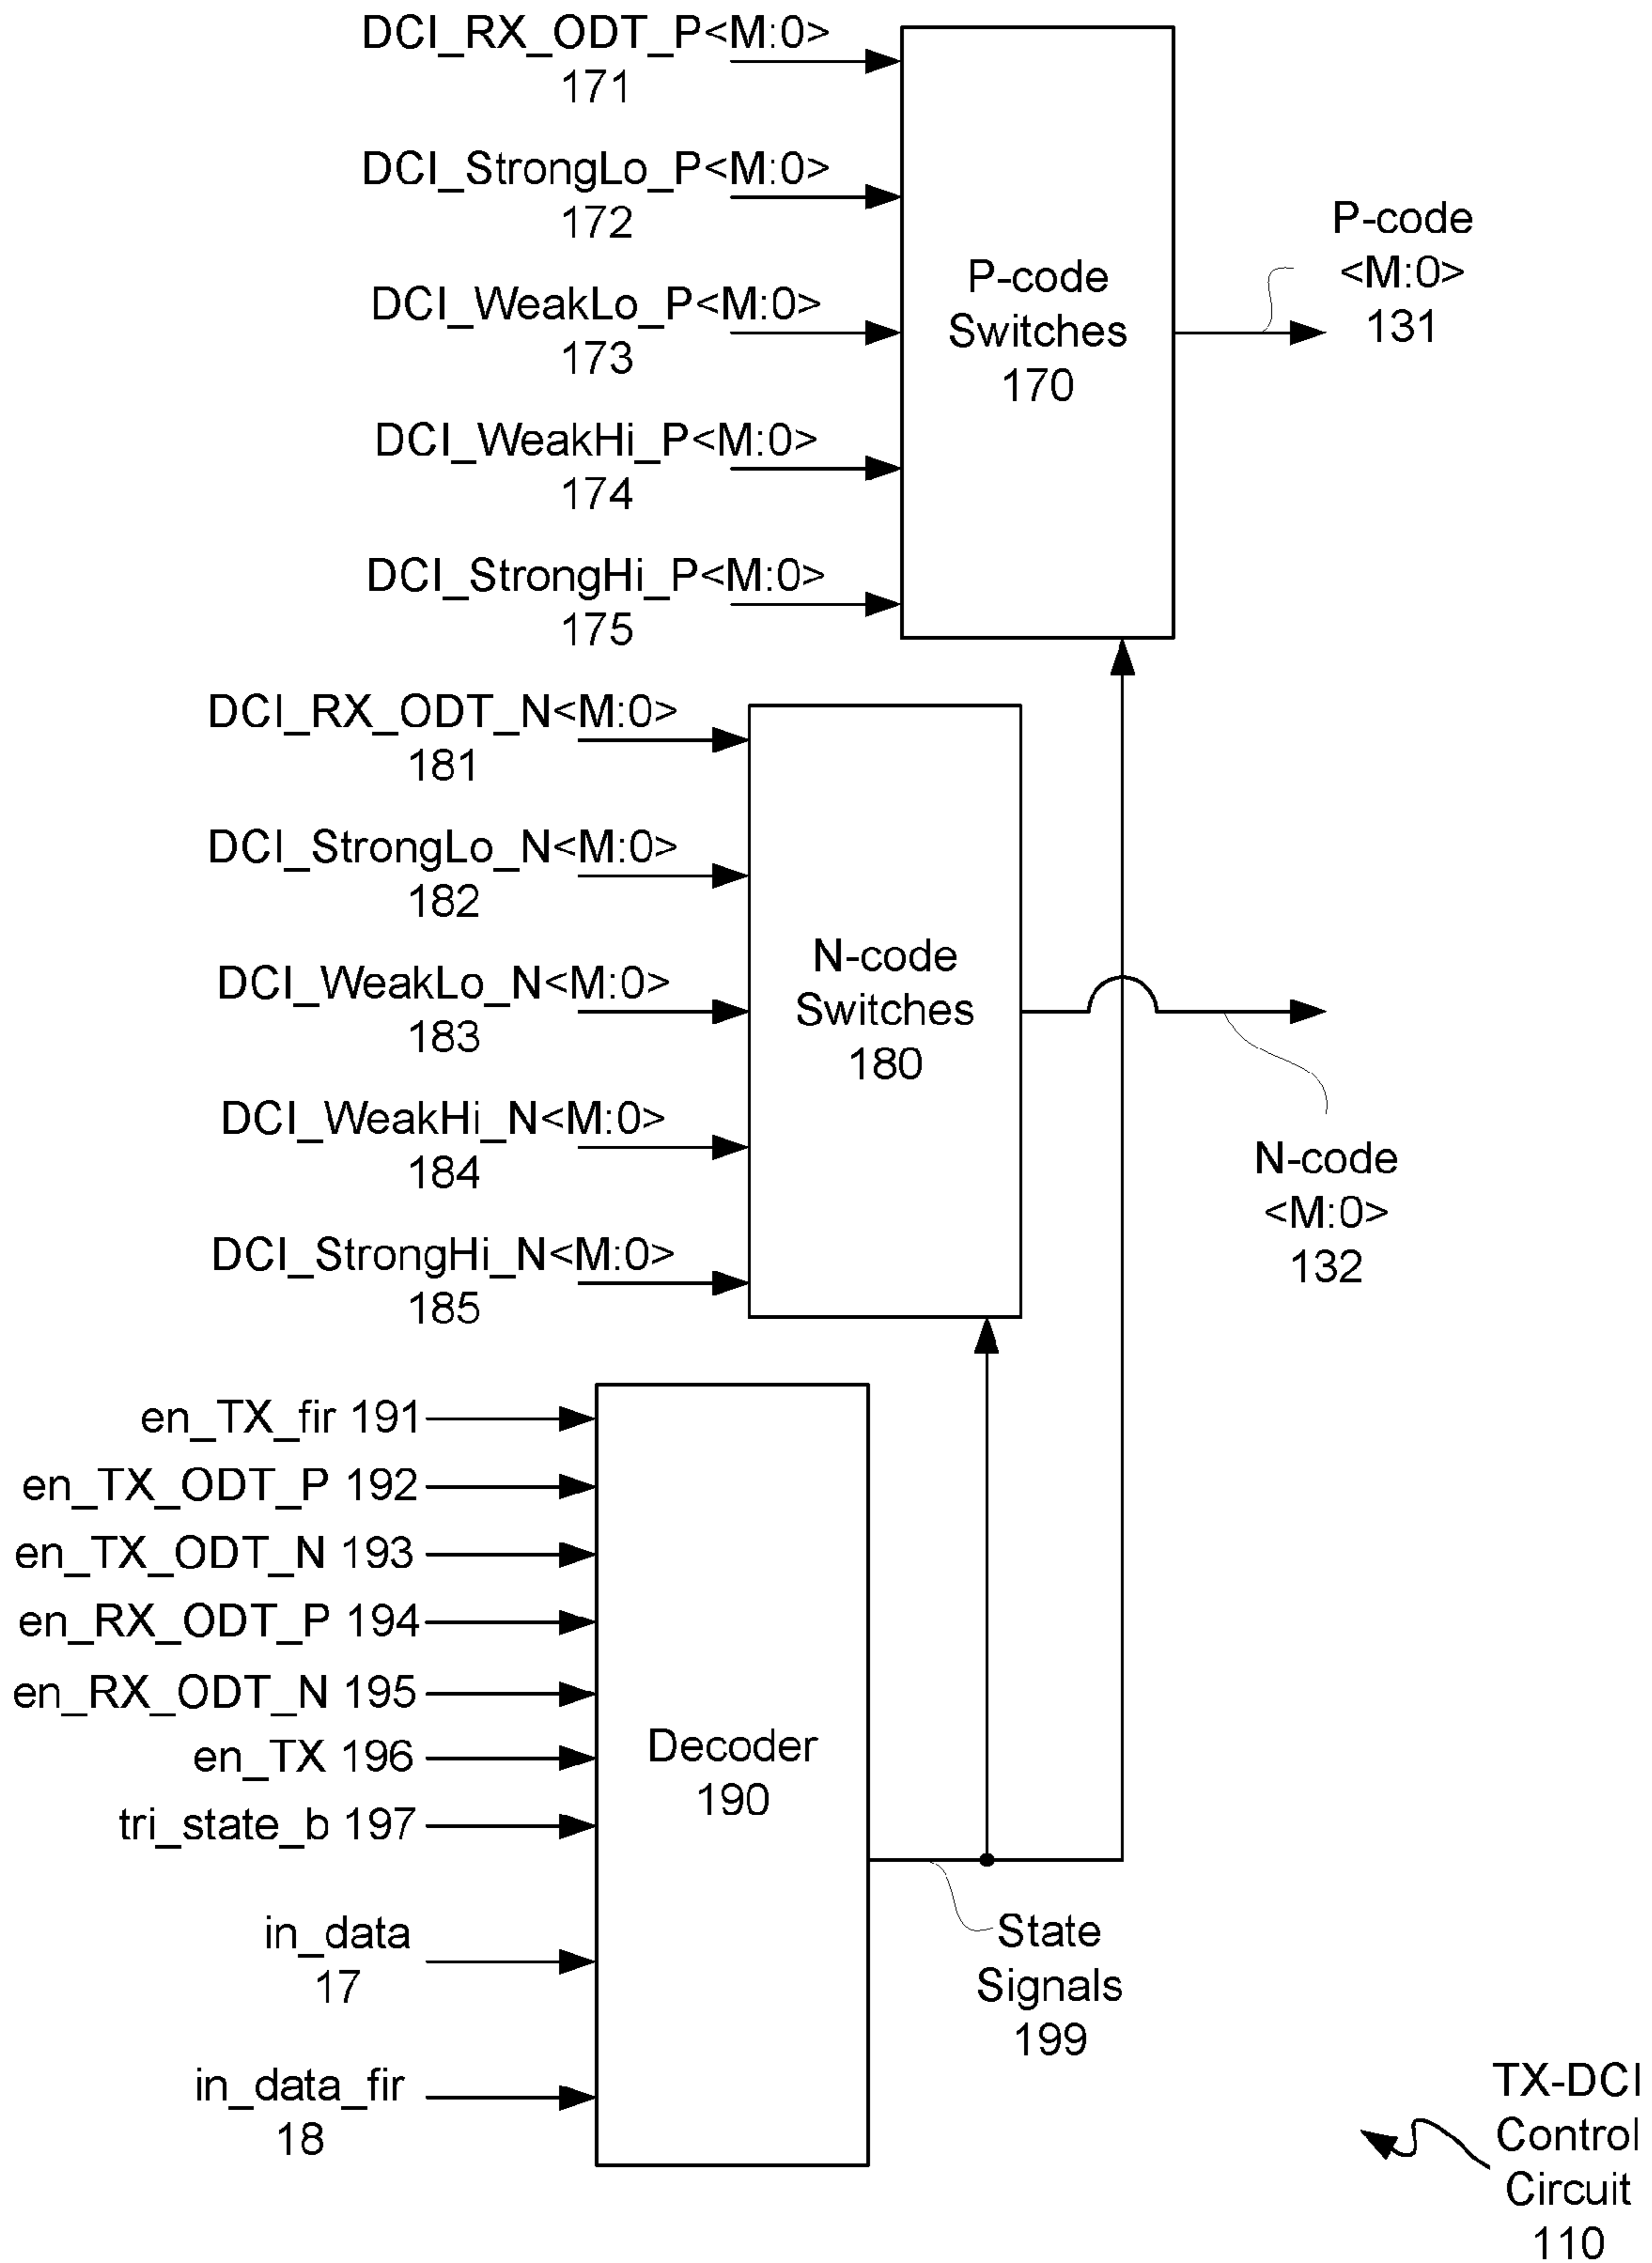 DCI_RX_ODT_P<M:0>
171
DCI_StrongLo_P<M:0>
172
DCI_WeakLo_P<M:0>
173
DCI_WeakHi_P<M:0>
174
DCI_StrongHi_P<M:0>
175
P-code
Switches
170
P-code
<M:0>
131
DCI_RX_ODT_N<M:0>
181
DCI_StrongLo_N<M:0>
182
DCI_WeakLo_N<M:0>
183
DCI_WeakHi_N<M:0>
184
DCI_StrongHi_N<M:0>
185
N-code
Switches
180
N-code
<M:0>
132
en_TX_fir 191
en_TX_ODT_P 192
en_TX_ODT_N 193
en_RX_ODT_P 194
en_RX_ODT_N 195
en_TX 196
tri_state_b 197
in_data
17
in_data_fir
18
Decoder
190
State
Signals
199
TX-DCI
Control
Circuit
110